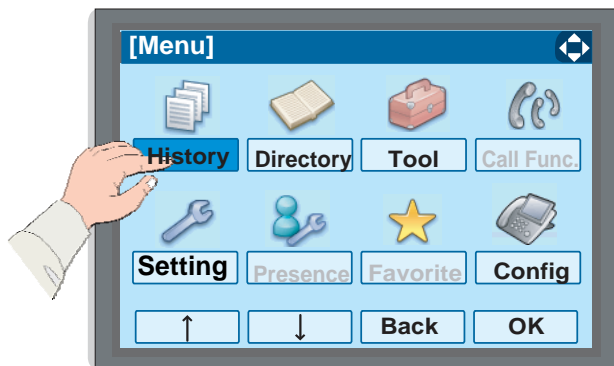 [Menu]
History Directory Tool Call Func.
Setting Presence Favorite Config
↑ ↓ Back OK